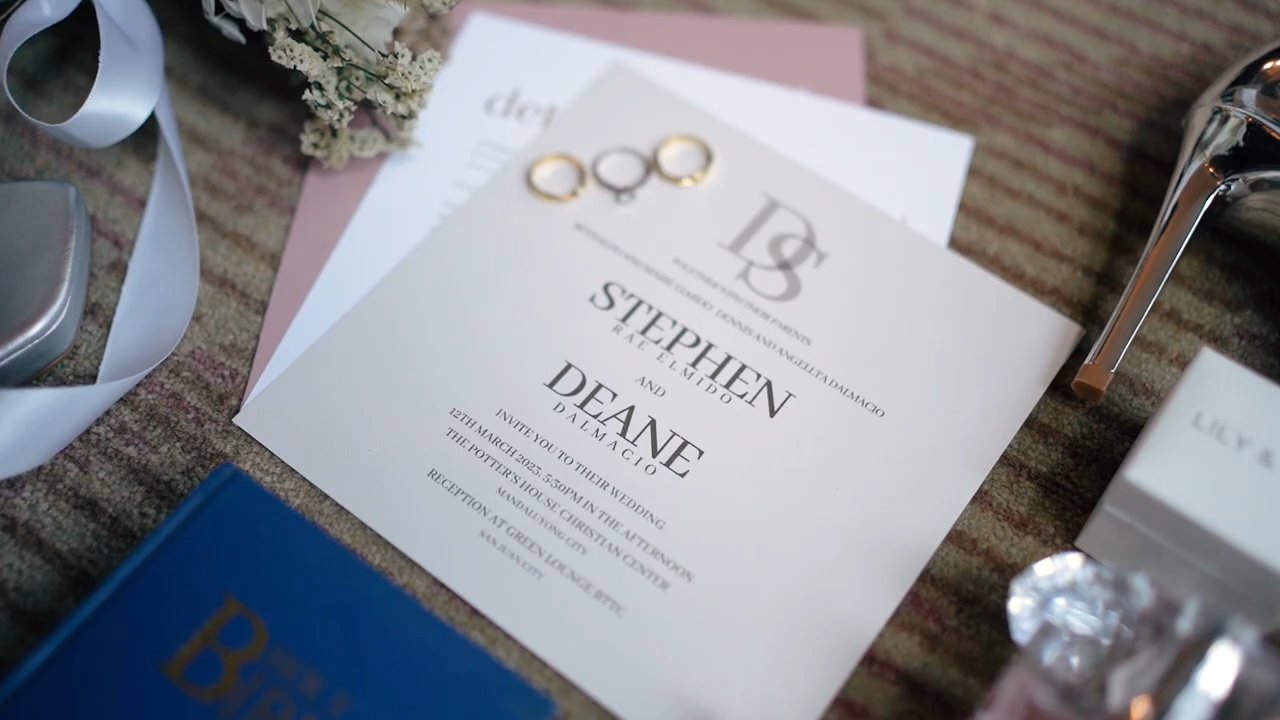 DS
TOGETHER WITH THEIR PARENTS
DENNIS AND ANGELITA DALMACIO
STEPHEN
RAE ELMIDO
AND
DEANE
DALMACIO
INVITE YOU TO THEIR WEDDING
12TH MARCH 2023, 5:30PM IN THE AFTERNOON
THE POTTER'S HOUSE CHRISTIAN CENTER
MANDALUYONG CITY
RECEPTION AT GREEN LOUNGE BTTC
SAN JUAN CITY
LILY &